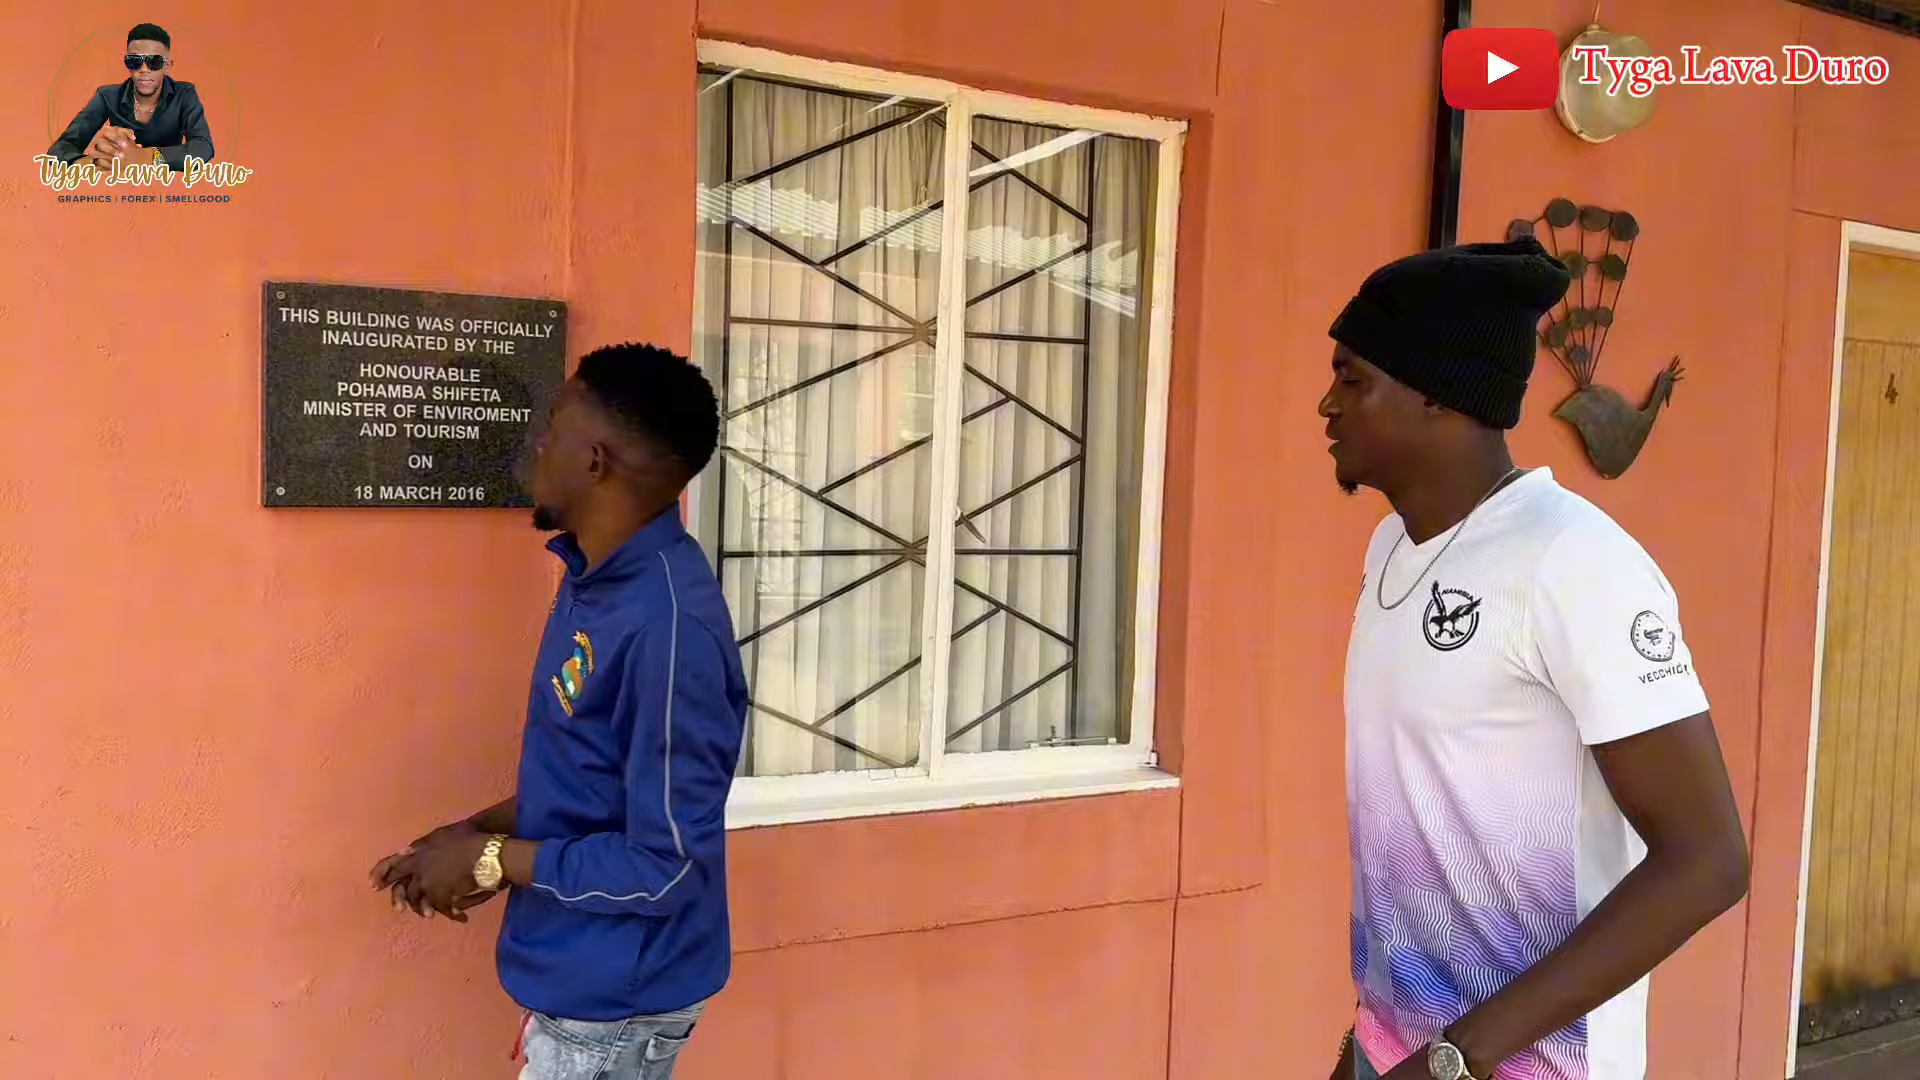 Tyga Lava Duro
GRAPHICS | FOREX | SMELLGOOD
Tyga Lava Duro
THIS BUILDING WAS OFFICIALLY
INAUGURATED BY THE
HONOURABLE
POHAMBA SHIFETA
MINISTER OF ENVIROMENT
AND TOURISM
ON
18 MARCH 2016
4
NAMIBIA
VECCHIO